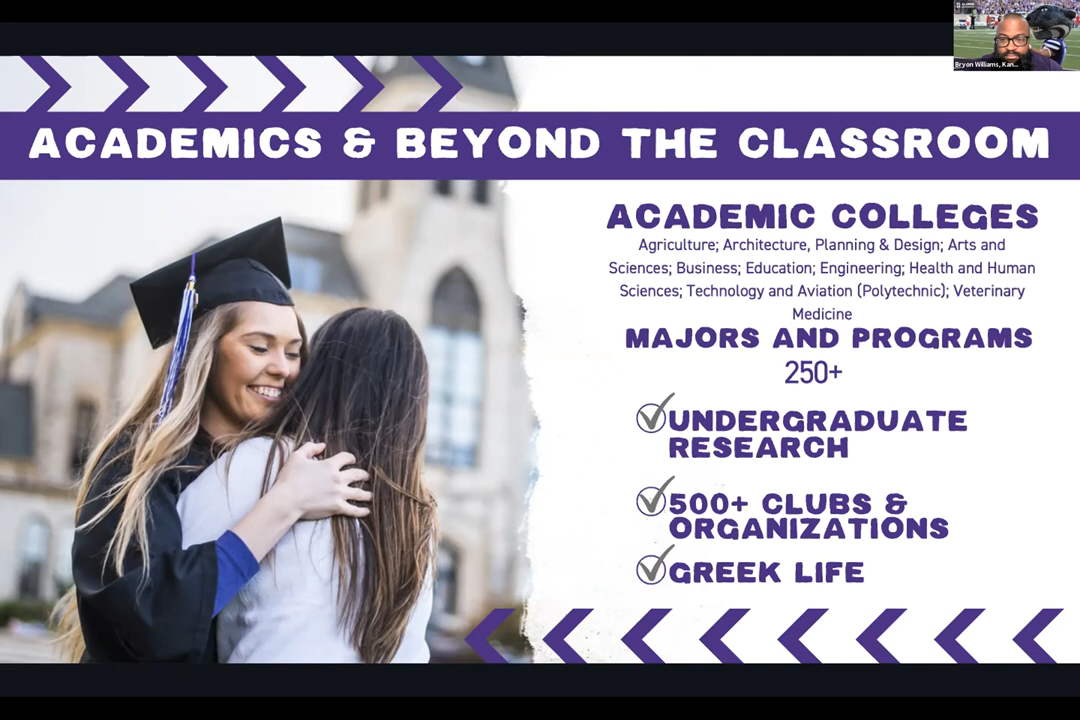 Bryon Williams, Kan...
ACADEMICS & BEYOND THE CLASSROOM
ACADEMIC COLLEGES
Agriculture; Architecture, Planning & Design; Arts and
Sciences; Business; Education; Engineering; Health and Human
Sciences; Technology and Aviation (Polytechnic); Veterinary
Medicine
MAJORS AND PROGRAMS
250+
UNDERGRADUATE
RESEARCH
500+ CLUBS &
ORGANIZATIONS
GREEK LIFE